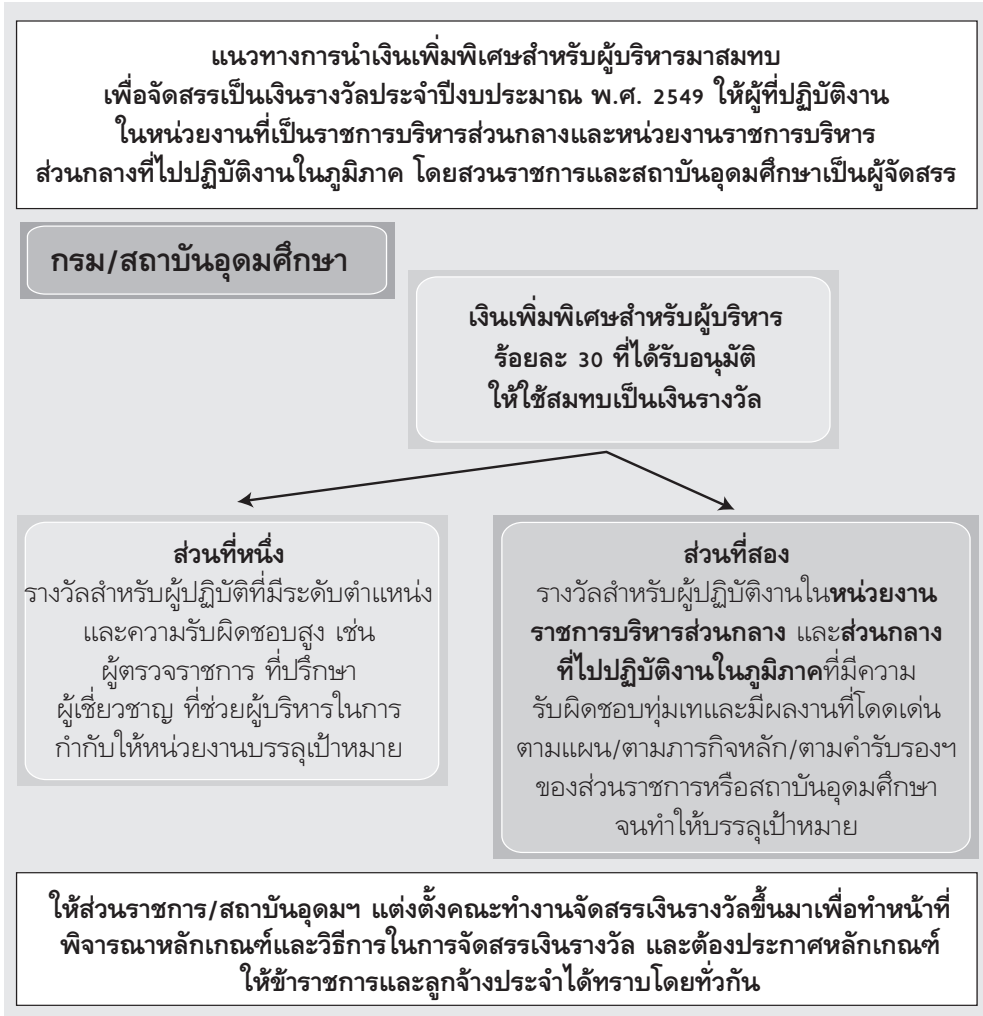 แนวทางการนำเงินเพิ่มพิเศษสำหรับผู้บริหารมาสมทบ
เพื่อจัดสรรเป็นเงินรางวัลประจำปีงบประมาณ พ.ศ. 2549 ให้ผู้ที่ปฏิบัติงาน
ในหน่วยงานที่เป็นราชการบริหารส่วนกลางและหน่วยงานราชการบริหาร
ส่วนกลางที่ไปปฏิบัติงานในภูมิภาค โดยสวนราชการและสถาบันอุดมศึกษาเป็นผู้จัดสรร
กรม/สถาบันอุดมศึกษา
เงินเพิ่มพิเศษสำหรับผู้บริหาร
ร้อยละ 30 ที่ได้รับอนุมัติ
ให้ใช้สมทบเป็นเงินรางวัล
ส่วนที่หนึ่ง
รางวัลสำหรับผู้ปฏิบัติที่มีระดับตำแหน่ง
และความรับผิดชอบสูง เช่น
ผู้ตรวจราชการ ที่ปรึกษา
ผู้เชี่ยวชาญ ที่ช่วยผู้บริหารในการ
กำกับให้หน่วยงานบรรลุเป้าหมาย
ส่วนที่สอง
รางวัลสำหรับผู้ปฏิบัติงานในหน่วยงาน
ราชการบริหารส่วนกลาง และส่วนกลาง
ที่ไปปฏิบัติงานในภูมิภาคที่มีความ
รับผิดชอบทุ่มเทและมีผลงานที่โดดเด่น
ตามแผน/ตามภารกิจหลัก/ตามคำรับรองฯ
ของส่วนราชการหรือสถาบันอุดมศึกษา
จนทำให้บรรลุเป้าหมาย
ให้ส่วนราชการ/สถาบันอุดมฯ แต่งตั้งคณะทำงานจัดสรรเงินรางวัลขึ้นมาเพื่อทำหน้าที่
พิจารณาหลักเกณฑ์และวิธีการในการจัดสรรเงินรางวัล และต้องประกาศหลักเกณฑ์
ให้ข้าราชการและลูกจ้างประจำได้ทราบโดยทั่วกัน